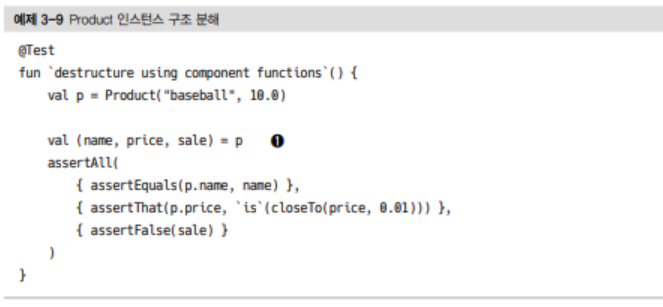 예제 3-9 Product 인스턴스 구조 분해
@Test
fun `destructure using component functions`() {
    val p = Product("baseball", 10.0)
    val (name, price, sale) = p    ❶
    assertAll(
        { assertEquals(p.name, name) },
        { assertThat(p.price, `is`(closeTo(price, 0.01))) },
        { assertFalse(sale) }
    )
}